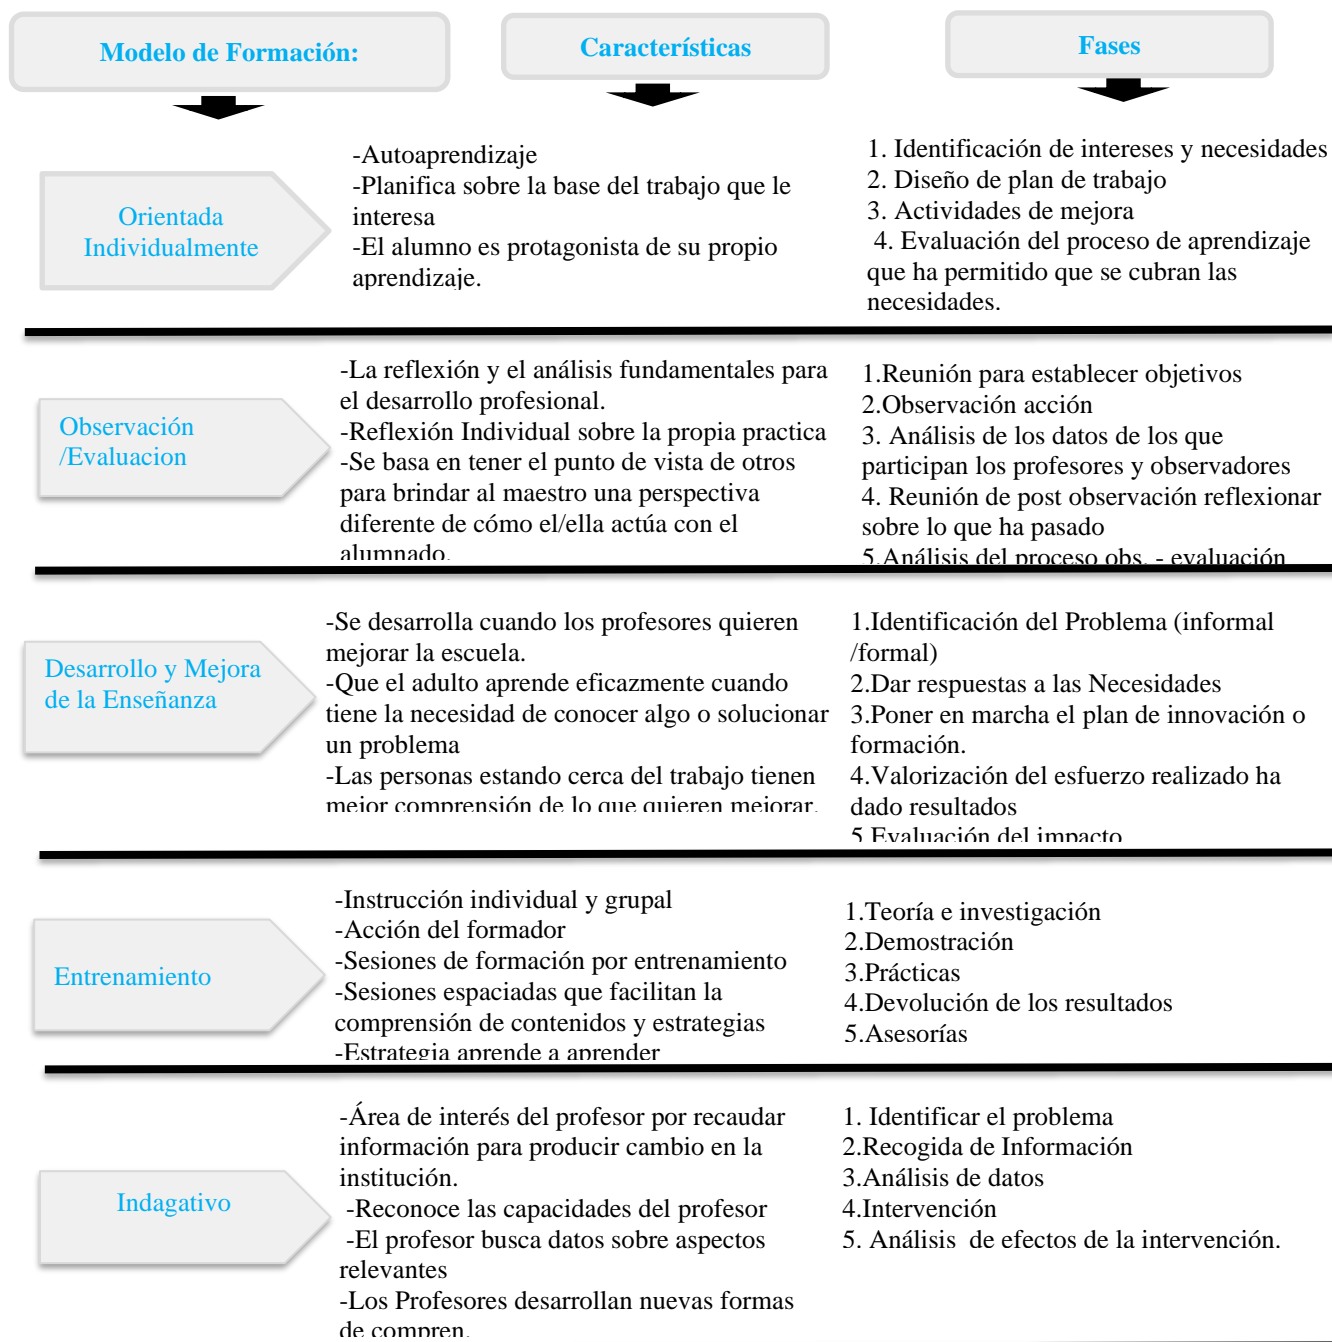 Modelo de Formación:
Características
Fases
Orientada
Individualmente
-Autoaprendizaje
-Planifica sobre la base del trabajo que le
interesa
-El alumno es protagonista de su propio
aprendizaje.
1. Identificación de intereses y necesidades
2. Diseño de plan de trabajo
3. Actividades de mejora
4. Evaluación del proceso de aprendizaje
que ha permitido que se cubran las
necesidades.
Observación
/Evaluacion
-La reflexión y el análisis fundamentales para
el desarrollo profesional.
-Reflexión Individual sobre la propia practica
-Se basa en tener el punto de vista de otros
para brindar al maestro una perspectiva
diferente de cómo el/ella actúa con el
alumnado.
1.Reunión para establecer objetivos
2.Observación acción
3. Análisis de los datos de los que
participan los profesores y observadores
4. Reunión de post observación reflexionar
sobre lo que ha pasado
5.Análisis del proceso obs. - evaluación
Desarrollo y Mejora
de la Enseñanza
-Se desarrolla cuando los profesores quieren
mejorar la escuela.
-Que el adulto aprende eficazmente cuando
tiene la necesidad de conocer algo o solucionar
un problema
-Las personas estando cerca del trabajo tienen
mejor comprensión de lo que quieren mejorar.
1.Identificación del Problema (informal
/formal)
2.Dar respuestas a las Necesidades
3.Poner en marcha el plan de innovación o
formación.
4.Valorización del esfuerzo realizado ha
dado resultados
5.Evaluación del impacto
Entrenamiento
-Instrucción individual y grupal
-Acción del formador
-Sesiones de formación por entrenamiento
-Sesiones espaciadas que facilitan la
comprensión de contenidos y estrategias
-Estrategia aprende a aprender
1.Teoría e investigación
2.Demostración
3.Prácticas
4.Devolución de los resultados
5.Asesorías
Indagativo
-Área de interés del profesor por recaudar
información para producir cambio en la
institución.
-Reconoce las capacidades del profesor
-El profesor busca datos sobre aspectos
relevantes
-Los Profesores desarrollan nuevas formas
de compren.
1. Identificar el problema
2.Recogida de Información
3.Análisis de datos
4.Intervención
5. Análisis de efectos de la intervención.